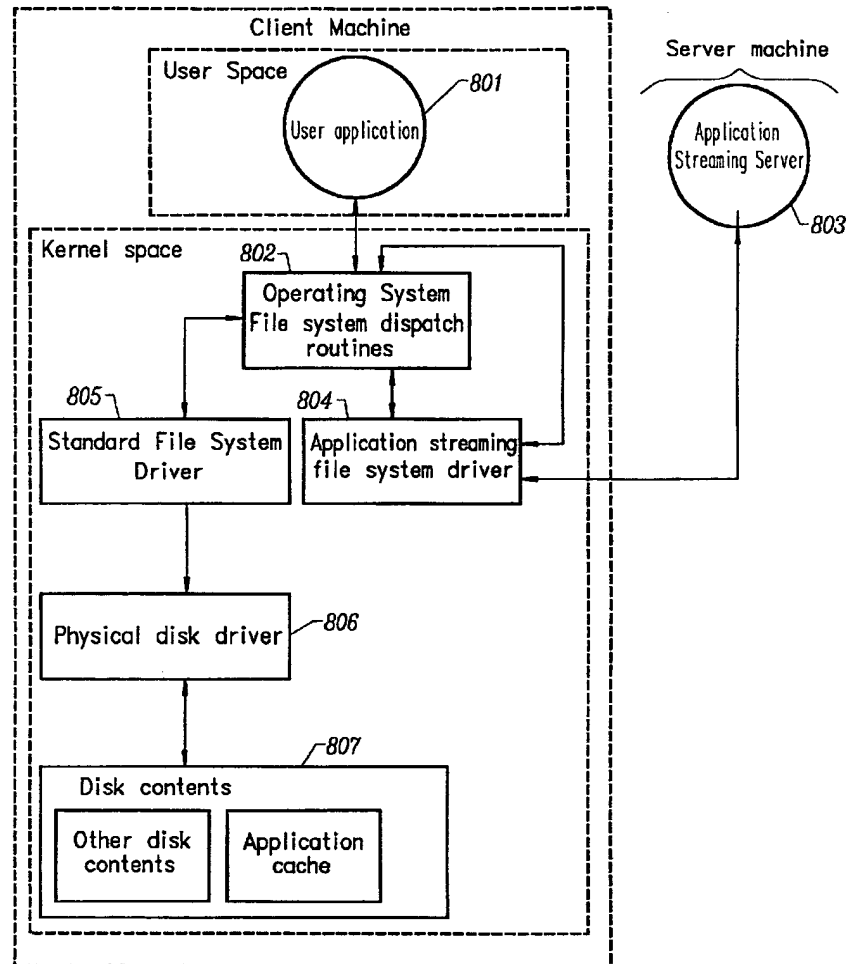 Client Machine
Server machine
User Space
801
User application
Application
Streaming Server
803
Kernel space
802
Operating System
File system dispatch
routines
805
804
Standard File System
Driver
Application streaming
file system driver
Physical disk driver
806
807
Disk contents
Other disk
contents
Application
cache